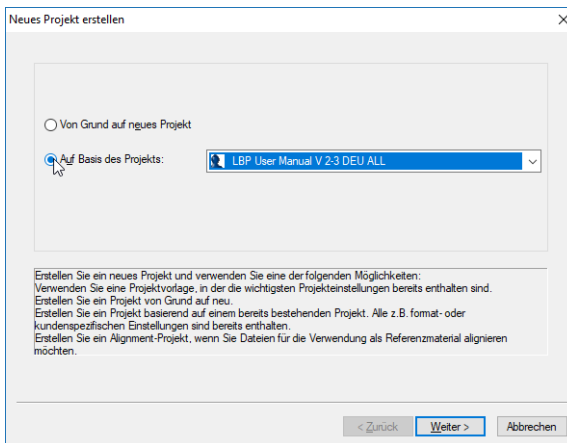 Neues Projekt erstellen
Von Grund auf neues Projekt
Auf Basis des Projekts:
LBP User Manual V 2-3 DEU ALL
Erstellen Sie ein neues Projekt und verwenden Sie eine der folgenden Möglichkeiten:
Verwenden Sie eine Projektvorlage, in der die wichtigsten Projekteinstellungen bereits enthalten sind.
Erstellen Sie ein Projekt von Grund auf neu.
Erstellen Sie ein Projekt basierend auf einem bereits bestehenden Projekt. Alle z.B. format- oder
kundenspezifischen Einstellungen sind bereits enthalten.
Erstellen Sie ein Alignment-Projekt, wenn Sie Dateien für die Verwendung als Referenzmaterial alignieren
möchten.
< Zurück
Weiter >
Abbrechen